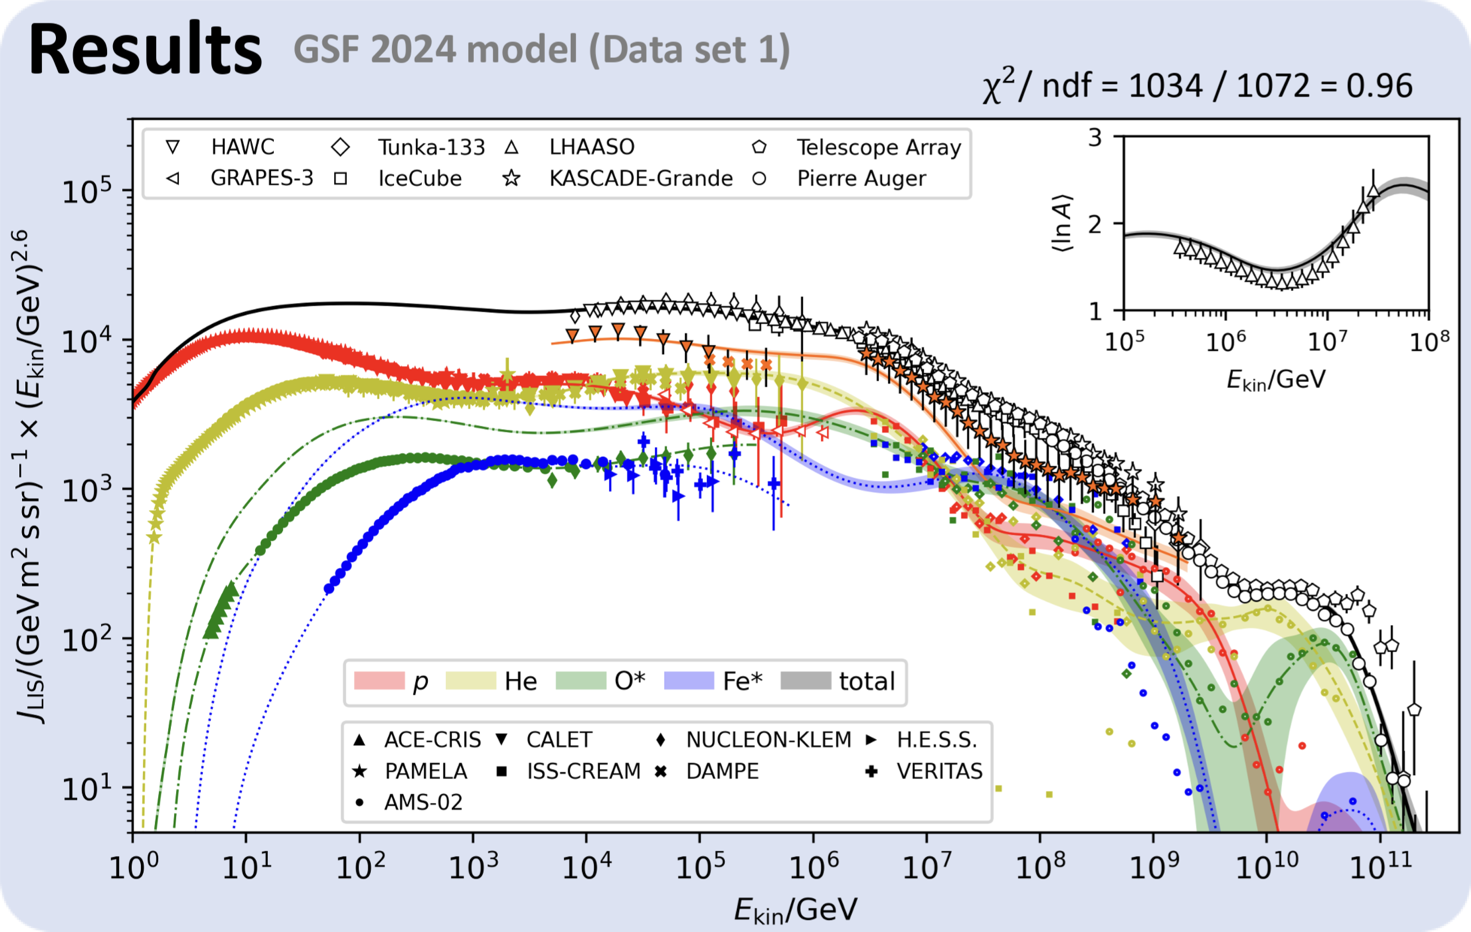 Results GSF 2024 model (Data set 1)
χ²/ ndf = 1034 / 1072 = 0.96
HAWC Tunka-133 LHAASO Telescope Array
GRAPES-3 IceCube KASCADE-Grande Pierre Auger
3
2
1
⟨ln A⟩
10⁵ 10⁶ 10⁷ 10⁸
E_kin/GeV
10⁵
10⁴
10³
10²
10¹
J_LIS/(GeV m² s sr)⁻¹ × (E_kin/GeV)^2.6
p He O* Fe* total
ACE-CRIS CALET NUCLEON-KLEM H.E.S.S.
PAMELA ISS-CREAM DAMPE VERITAS
AMS-02
10⁰ 10¹ 10² 10³ 10⁴ 10⁵ 10⁶ 10⁷ 10⁸ 10⁹ 10¹⁰ 10¹¹
E_kin/GeV